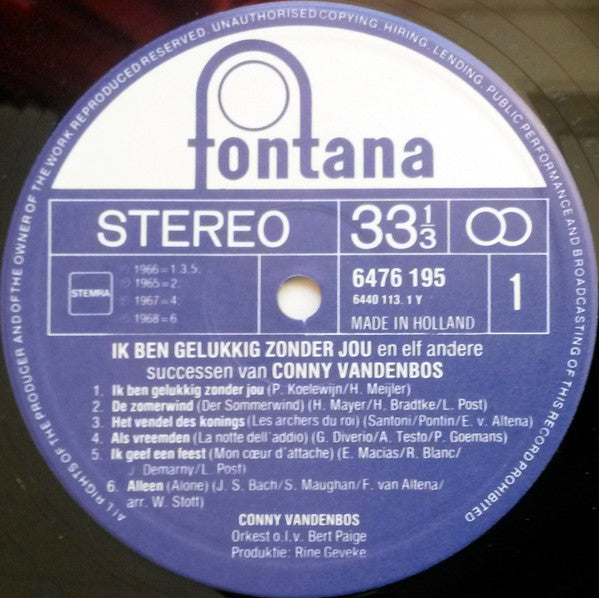 ALL RIGHTS OF THE PRODUCER AND OF THE OWNER OF THE WORK REPRODUCED RESERVED. UNAUTHORISED COPYING, HIRING, LENDING, PUBLIC PERFORMANCE AND BROADCASTING OF THIS RECORD PROHIBITED
fontana
STEREO
33 1/3
STEMRA
Ⓟ 1966 = 1.3.5.
Ⓟ 1965 = 2.
Ⓟ 1967 = 4.
Ⓟ 1968 = 6
6476 195
6440 113. 1 Y
1
MADE IN HOLLAND
IK BEN GELUKKIG ZONDER JOU en elf andere
successen van CONNY VANDENBOS
1. Ik ben gelukkig zonder jou (P. Koelewijn/H. Meijler)
2. De zomerwind (Der Sommerwind) (H. Mayer/H. Bradtke/L. Post)
3. Het vendel des konings (Les archers du roi) (Santoni/Pontin/E. v. Altena)
4. Als vreemden (La notte dell'addio) (G. Diverio/A. Testo/P. Goemans)
5. Ik geef een feest (Mon cœur d'attache) (E. Macias/R. Blanc/
J. Demarny/L. Post)
6. Alleen (Alone) (J. S. Bach/S. Maughan/F. van Altena/
arr. W. Stott)
CONNY VANDENBOS
Orkest o.l.v. Bert Paige
Produktie: Rine Geveke